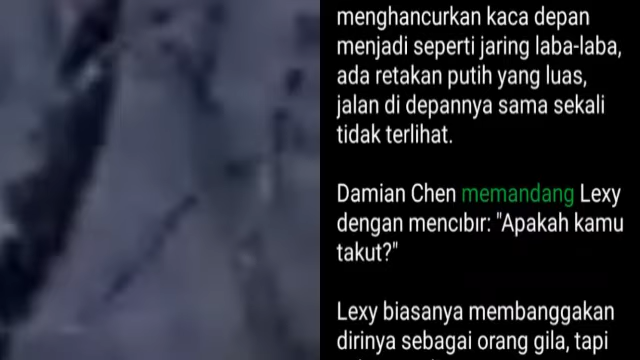 menghancurkan kaca depan
menjadi seperti jaring laba-laba,
ada retakan putih yang luas,
jalan di depannya sama sekali
tidak terlihat.
Damian Chen memandang Lexy
dengan mencibir: "Apakah kamu
takut?"
Lexy biasanya membanggakan
dirinya sebagai orang gila, tapi